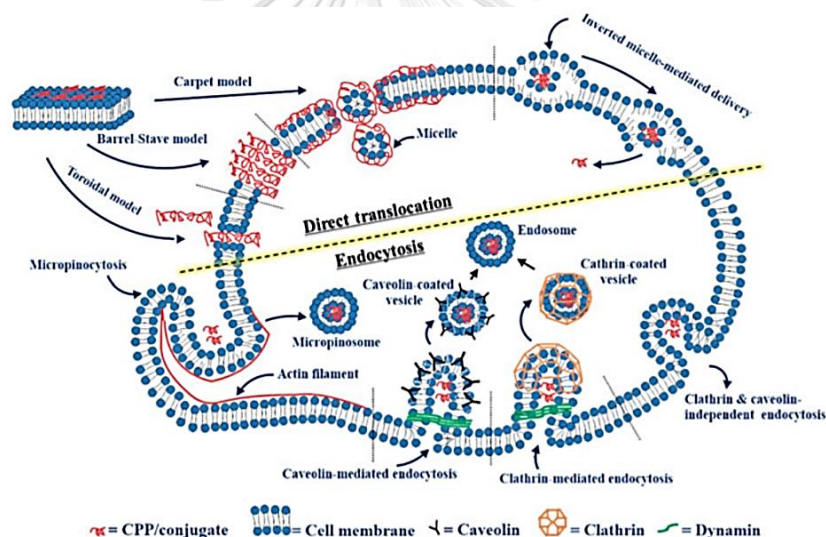 Carpet model
Inverted micelle-mediated delivery
Barrel-Stave model
Micelle
Toroidal model
Direct translocation
Endocytosis
Micropinocytosis
Endosome
Caveolin-coated
vesicle
Cathrin-coated
vesicle
Micropinosome
Actin filament
Clathrin & caveolin-
independent endocytosis
Caveolin-mediated endocytosis
Clathrin-mediated endocytosis
= CPP/conjugate = Cell membrane = Caveolin = Clathrin = Dynamin